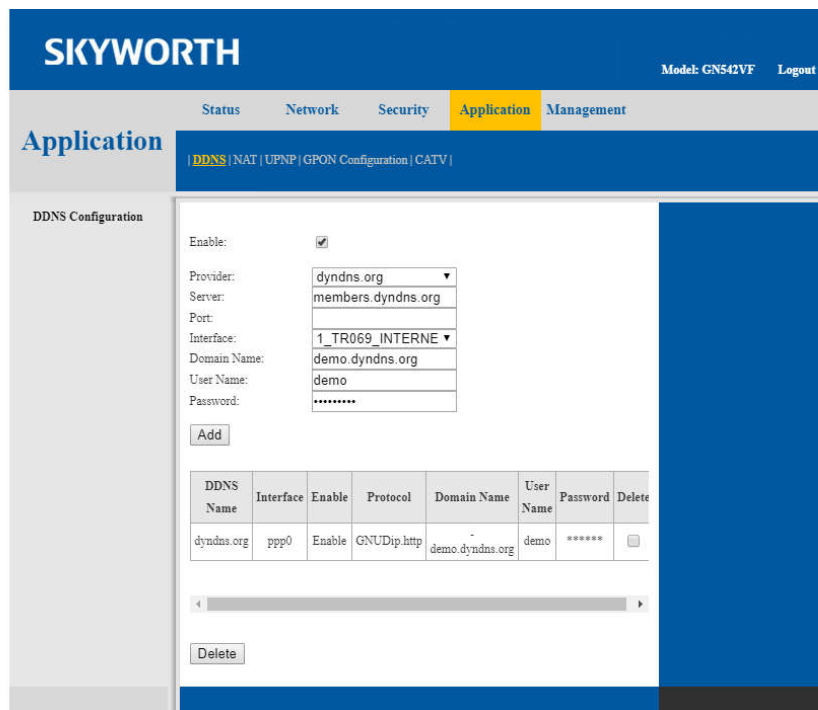 SKYWORTH
Model: GN542VF Logout
Status Network Security Application Management
Application
| DDNS | NAT | UPNP | GPON Configuration | CATV |
DDNS Configuration
Enable:
Provider: dyndns.org
Server: members.dyndns.org
Port:
Interface: 1_TR069_INTERNE
Domain Name: demo.dyndns.org
User Name: demo
Password: •••••••••
Add
DDNS Name Interface Enable Protocol Domain Name User Name Password Delete
dyndns.org ppp0 Enable GNUDip.http -demo.dyndns.org demo ******
Delete